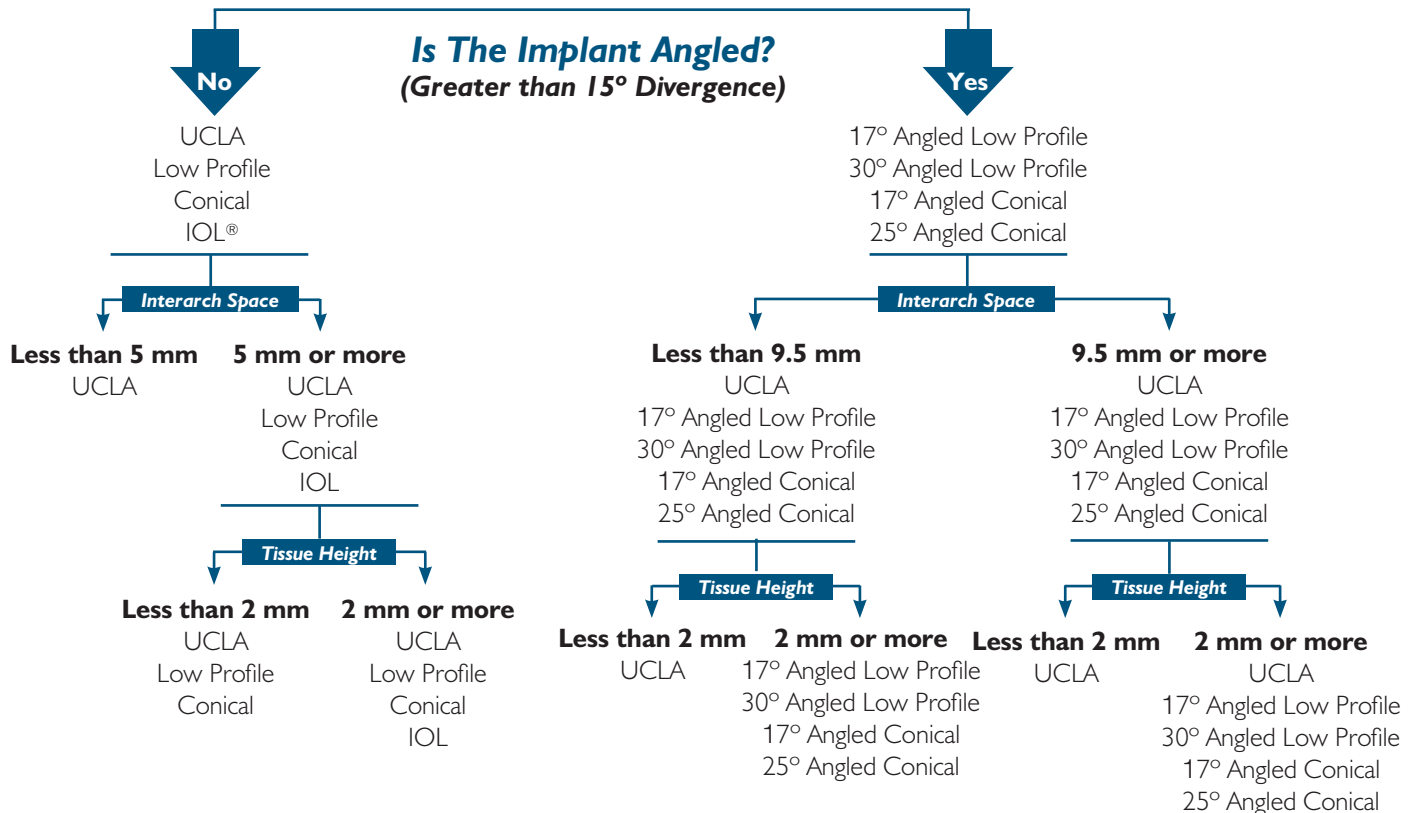 Is The Implant Angled?
(Greater than 15º Divergence)
No
UCLA
Low Profile
Conical
IOL®
Interarch Space
Less than 5 mm
UCLA
5 mm or more
UCLA
Low Profile
Conical
IOL
Tissue Height
Less than 2 mm
UCLA
Low Profile
Conical
2 mm or more
UCLA
Low Profile
Conical
IOL
Yes
17º Angled Low Profile
30º Angled Low Profile
17º Angled Conical
25º Angled Conical
Interarch Space
Less than 9.5 mm
UCLA
17º Angled Low Profile
30º Angled Low Profile
17º Angled Conical
25º Angled Conical
Tissue Height
Less than 2 mm
UCLA
2 mm or more
17º Angled Low Profile
30º Angled Low Profile
17º Angled Conical
25º Angled Conical
9.5 mm or more
UCLA
17º Angled Low Profile
30º Angled Low Profile
17º Angled Conical
25º Angled Conical
Tissue Height
Less than 2 mm
UCLA
2 mm or more
UCLA
17º Angled Low Profile
30º Angled Low Profile
17º Angled Conical
25º Angled Conical